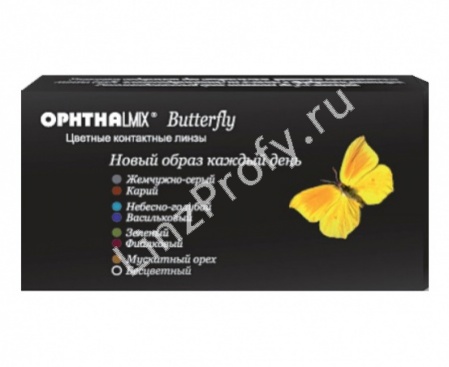 ОРНТНАLMIX® Butterfly
Цветные контактные линзы
Новый образ каждый день
Жемчужно-серый
Карий
Небесно-голубой
Васильковый
Зеленый
Фиалковый
Мускатный орех
Бесцветный
LinzProfy.ru